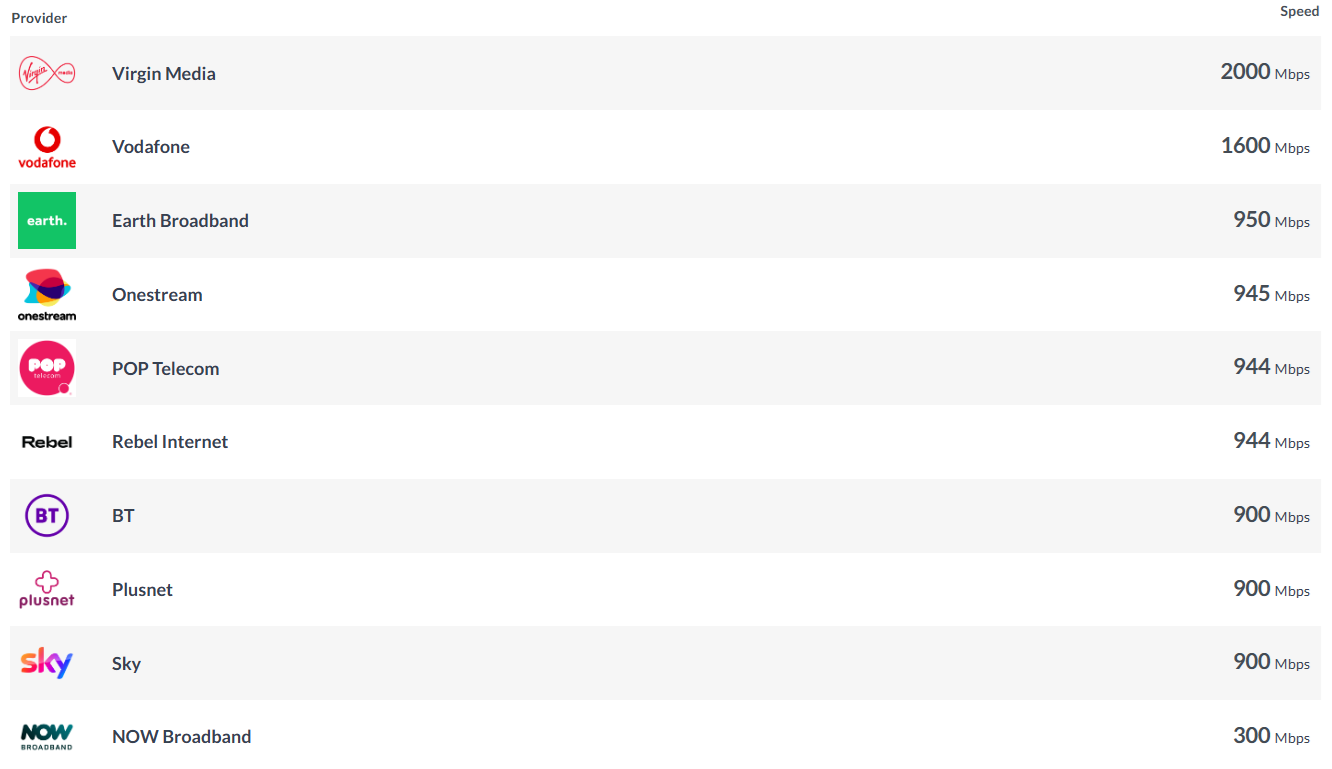 Provider Speed
Virgin media Virgin Media 2000 Mbps
vodafone Vodafone 1600 Mbps
earth. Earth Broadband 950 Mbps
onestream Onestream 945 Mbps
POP telecom POP Telecom 944 Mbps
Rebel Rebel Internet 944 Mbps
BT BT 900 Mbps
plusnet Plusnet 900 Mbps
sky Sky 900 Mbps
NOW BROADBAND NOW Broadband 300 Mbps